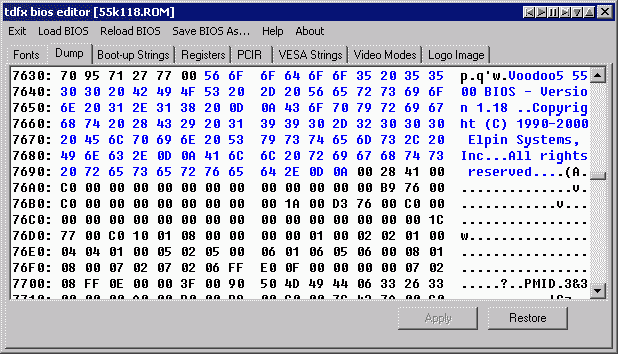 tdfx bios editor [55k118.ROM]
Exit Load BIOS Reload BIOS Save BIOS As... Help About
Fonts Dump Boot-up Strings Registers PCIR VESA Strings Video Modes Logo Image
7630: 70 95 71 27 77 00 56 6F 6F 64 6F 6F 35 20 35 35 p.q'w.Voodoo5 55
7640: 30 30 20 42 49 4F 53 20 2D 20 56 65 72 73 69 6F 00 BIOS - Versio
7650: 6E 20 31 2E 31 38 20 0D 0A 43 6F 70 79 72 69 67 n 1.18 ..Copyrig
7660: 68 74 20 28 43 29 20 31 39 39 30 2D 32 30 30 30 ht (C) 1990-2000
7670: 20 45 6C 70 69 6E 20 53 79 73 74 65 6D 73 2C 20 Elpin Systems,
7680: 49 6E 63 2E 0D 0A 41 6C 6C 20 72 69 67 68 74 73 Inc...All rights
7690: 20 72 65 73 65 72 76 65 64 2E 0D 0A 00 28 41 00 reserved....(A.
76A0: C0 00 00 00 00 00 00 00 00 00 00 00 00 B9 76 00 ..............v.
76B0: C0 00 00 00 00 00 00 00 00 1A 00 D3 76 00 C0 00 ............v...
76C0: 00 00 00 00 00 00 00 00 00 00 00 00 00 00 00 1C ................
76D0: 77 00 C0 10 01 08 00 00 00 00 01 00 02 02 01 00 w...............
76E0: 04 04 01 00 05 02 05 00 06 01 06 05 06 00 08 01 ................
76F0: 08 00 07 02 07 02 06 FF E0 0F 00 00 00 00 07 02 ................
7700: 08 FF 0E 00 00 3F 00 90 50 4D 49 44 06 33 26 33 .....?..PMID.3&3
Apply Restore